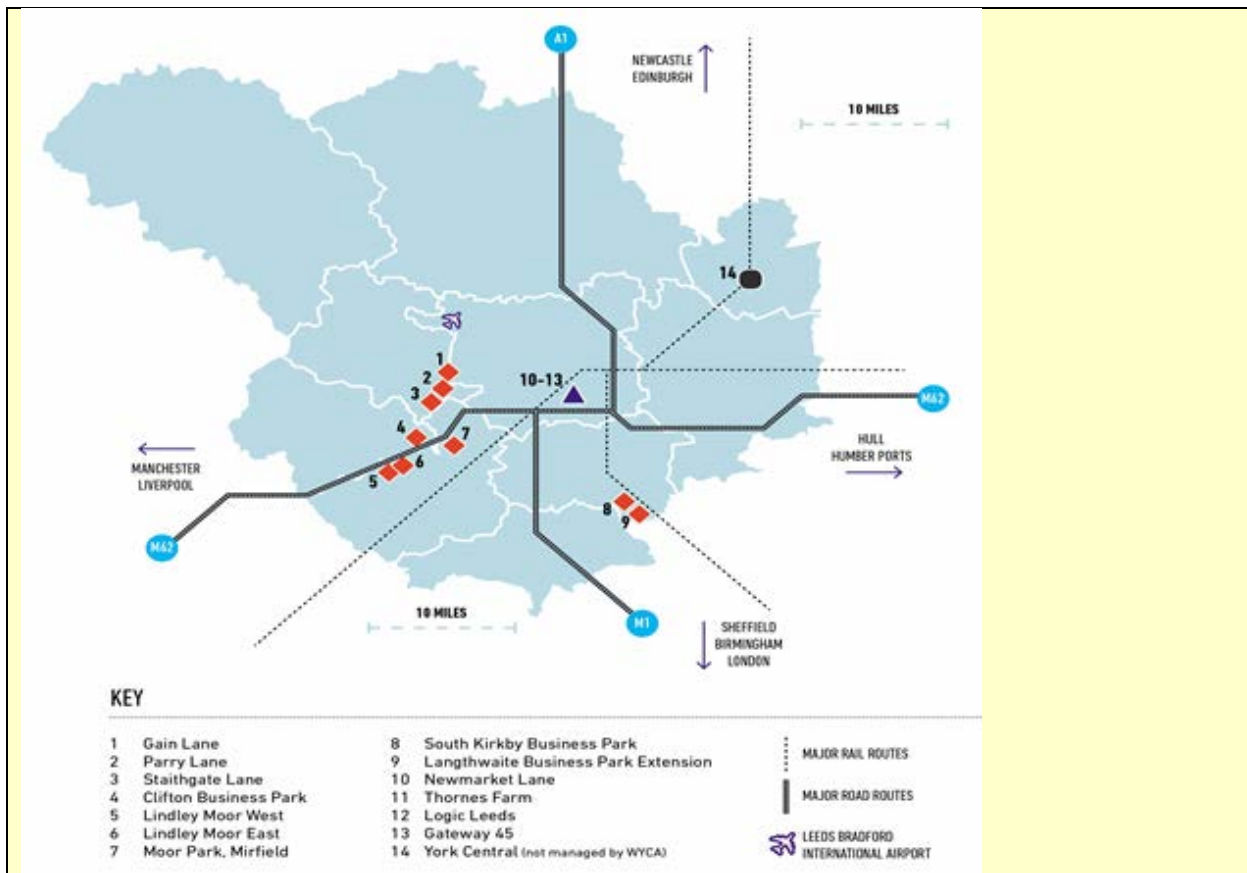 A1
NEWCASTLE
EDINBURGH
10 MILES
14
1
2
3
10-13
4
7
M62
6
5
MANCHESTER
LIVERPOOL
HULL
HUMBER PORTS
8
9
M62
10 MILES
M1
SHEFFIELD
BIRMINGHAM
LONDON
KEY
1 Gain Lane
2 Parry Lane
3 Staithgate Lane
4 Clifton Business Park
5 Lindley Moor West
6 Lindley Moor East
7 Moor Park, Mirfield
8 South Kirkby Business Park
9 Langthwaite Business Park Extension
10 Newmarket Lane
11 Thornes Farm
12 Logic Leeds
13 Gateway 45
14 York Central (not managed by WYCA)
MAJOR RAIL ROUTES
MAJOR ROAD ROUTES
LEEDS BRADFORD
INTERNATIONAL AIRPORT